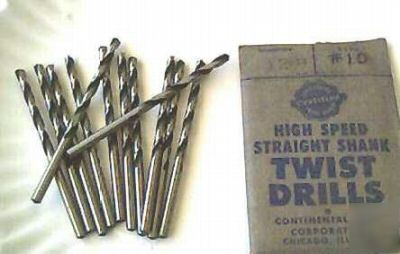 #10
HIGH SPEED
STRAIGHT SHANK
TWIST
DRILLS
CONTINENTAL
CORPORAT
CHICAGO, ILL